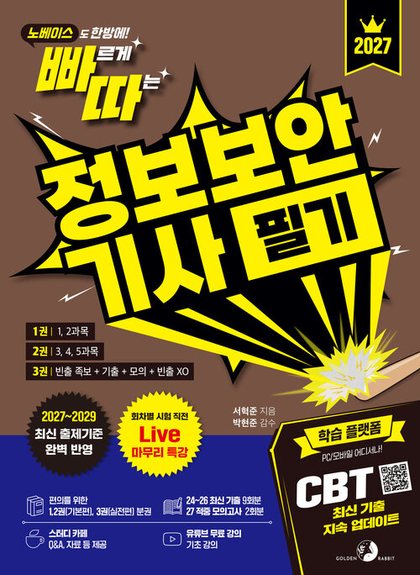 노베이스도 한방에!
2027
빠르게
따는
정보보안
기사 필기
1권 1, 2과목
2권 3, 4, 5과목
3권 빈출 족보 + 기출 + 모의 + 빈출 XO
서혁준 지음
박현준 감수
2027~2029
최신 출제기준
완벽 반영
회차별 시험 직전
Live
마무리 특강
학습 플랫폼
PC/모바일 어디서나!
CBT
최신 기출
지속 업데이트
편의를 위한
1,2권(기본편), 3권(실전편) 분권
24~26 최신 기출 9회분
27 적중 모의고사 2회분
스터디 카페
Q&A, 자료 등 제공
유튜브 무료 강의
기초 강의
GOLDEN RABBIT